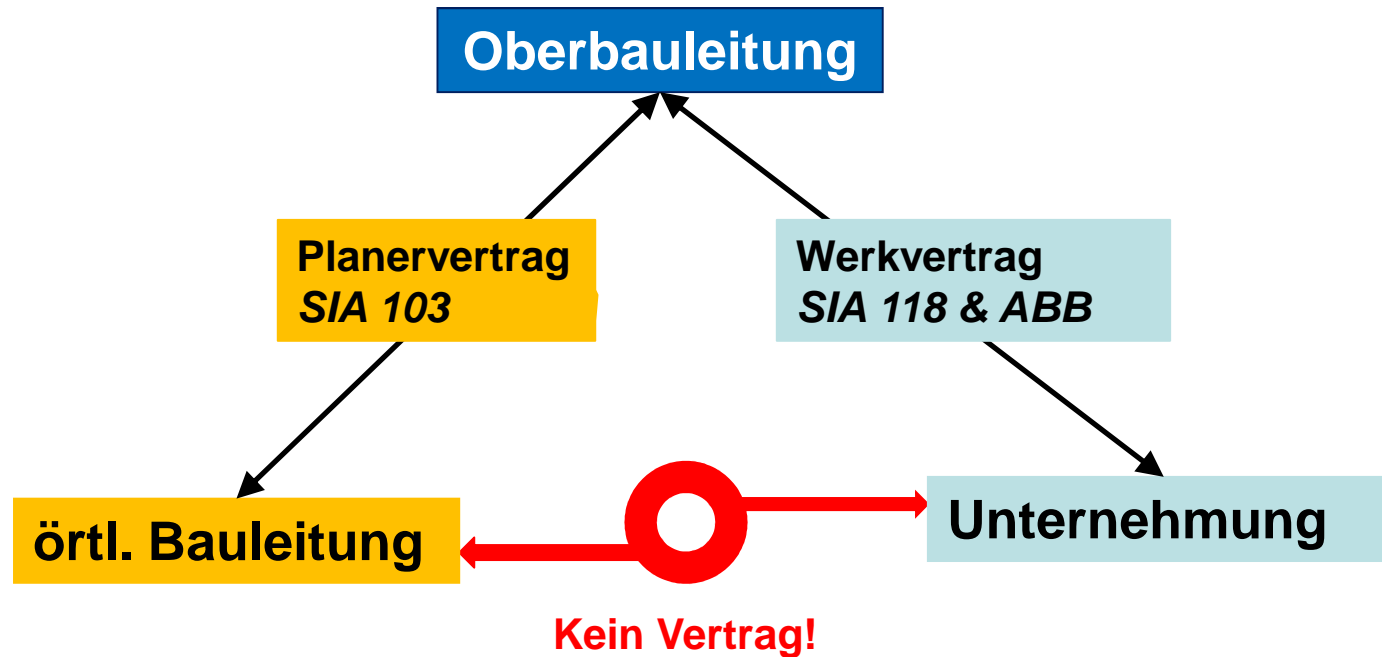 Oberbauleitung
Planervertrag
SIA 103
Werkvertrag
SIA 118 & ABB
örtl. Bauleitung
Unternehmung
Kein Vertrag!